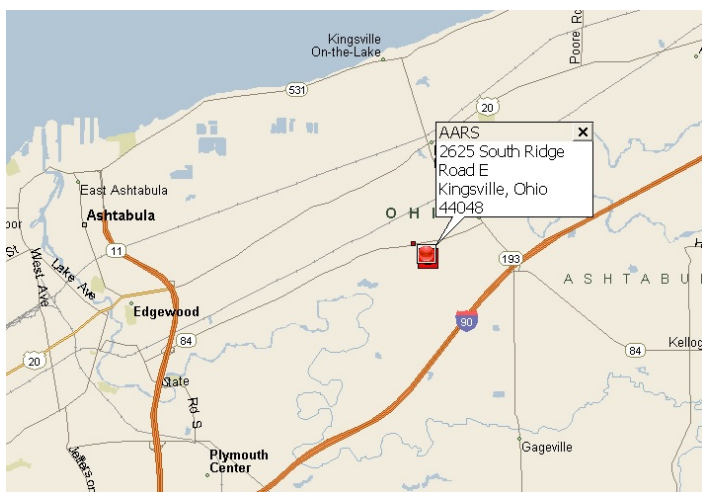 Kingsville
On-the-Lake
Poore Rd
531
20
AARS
2625 South Ridge
Road E
Kingsville, Ohio
44048
East Ashtabula
Ashtabula
OHI
11
193
ASHTABU
West Ave
Lake Ave
Edgewood
90
84
84
Kellog
20
State
Rd S
Gageville
Plymouth
Center
Jefferson